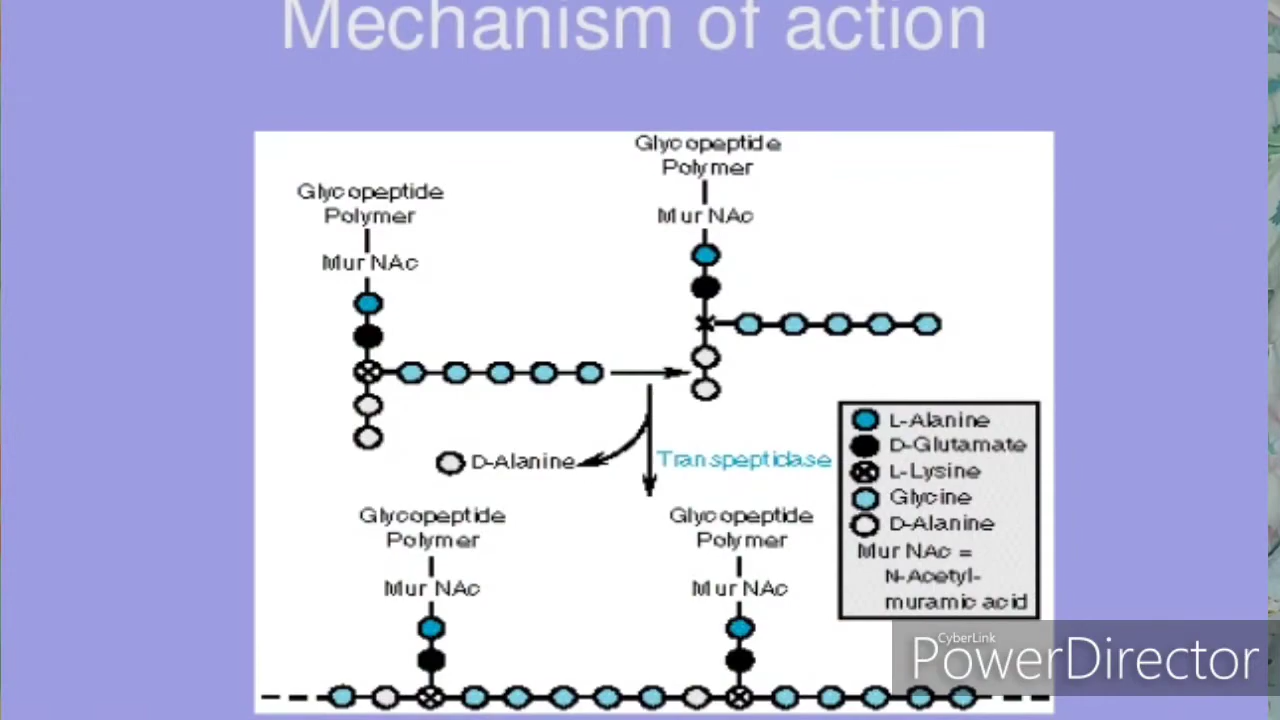 Mechanism of action
Glycopeptide
Polymer
Mur NAc
Glycopeptide
Polymer
Mur NAc
D-Alanine
Transpeptidase
Glycopeptide
Polymer
Mur NAc
Glycopeptide
Polymer
Mur NAc
L-Alanine
D-Glutamate
L-Lysine
Glycine
D-Alanine
Mur NAc =
N-Acetyl-
muramic acid
CyberLink
PowerDirector